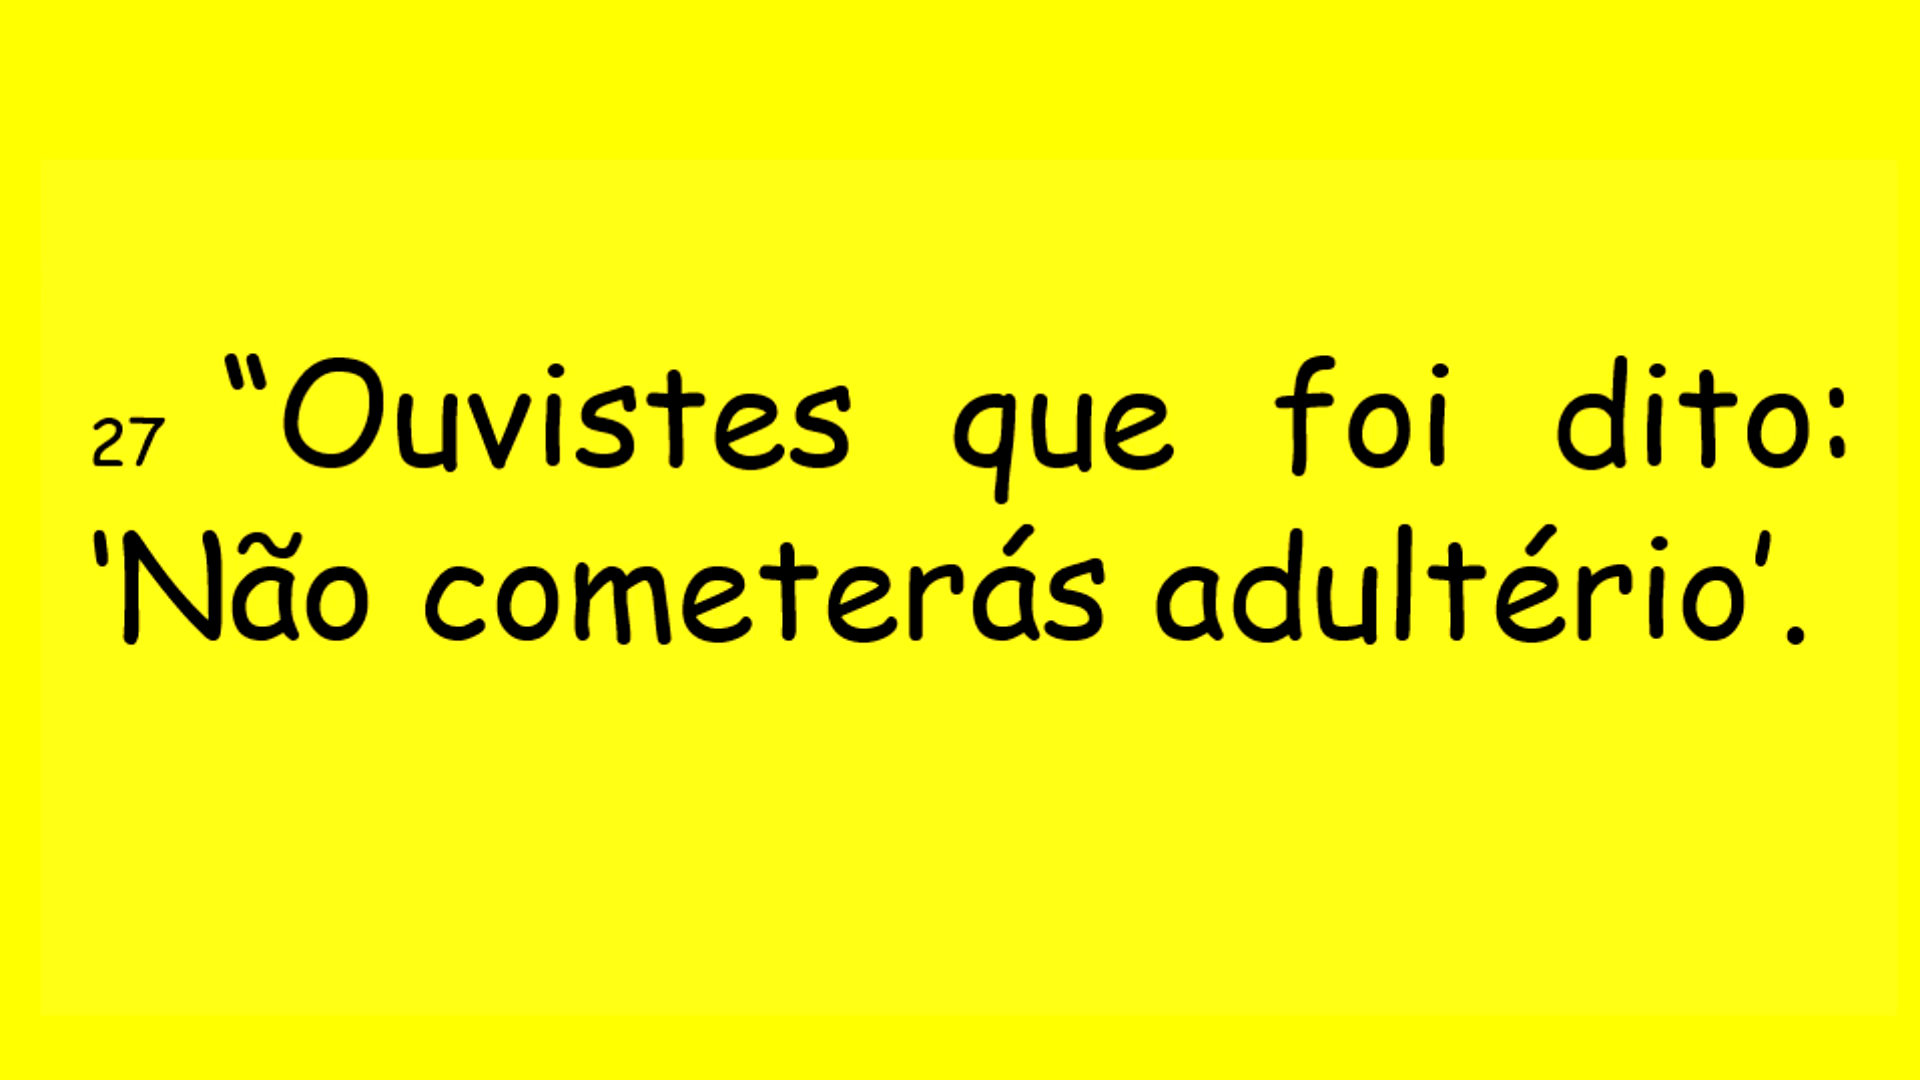 27 “Ouvistes que foi dito:
‘Não cometerás adultério’.